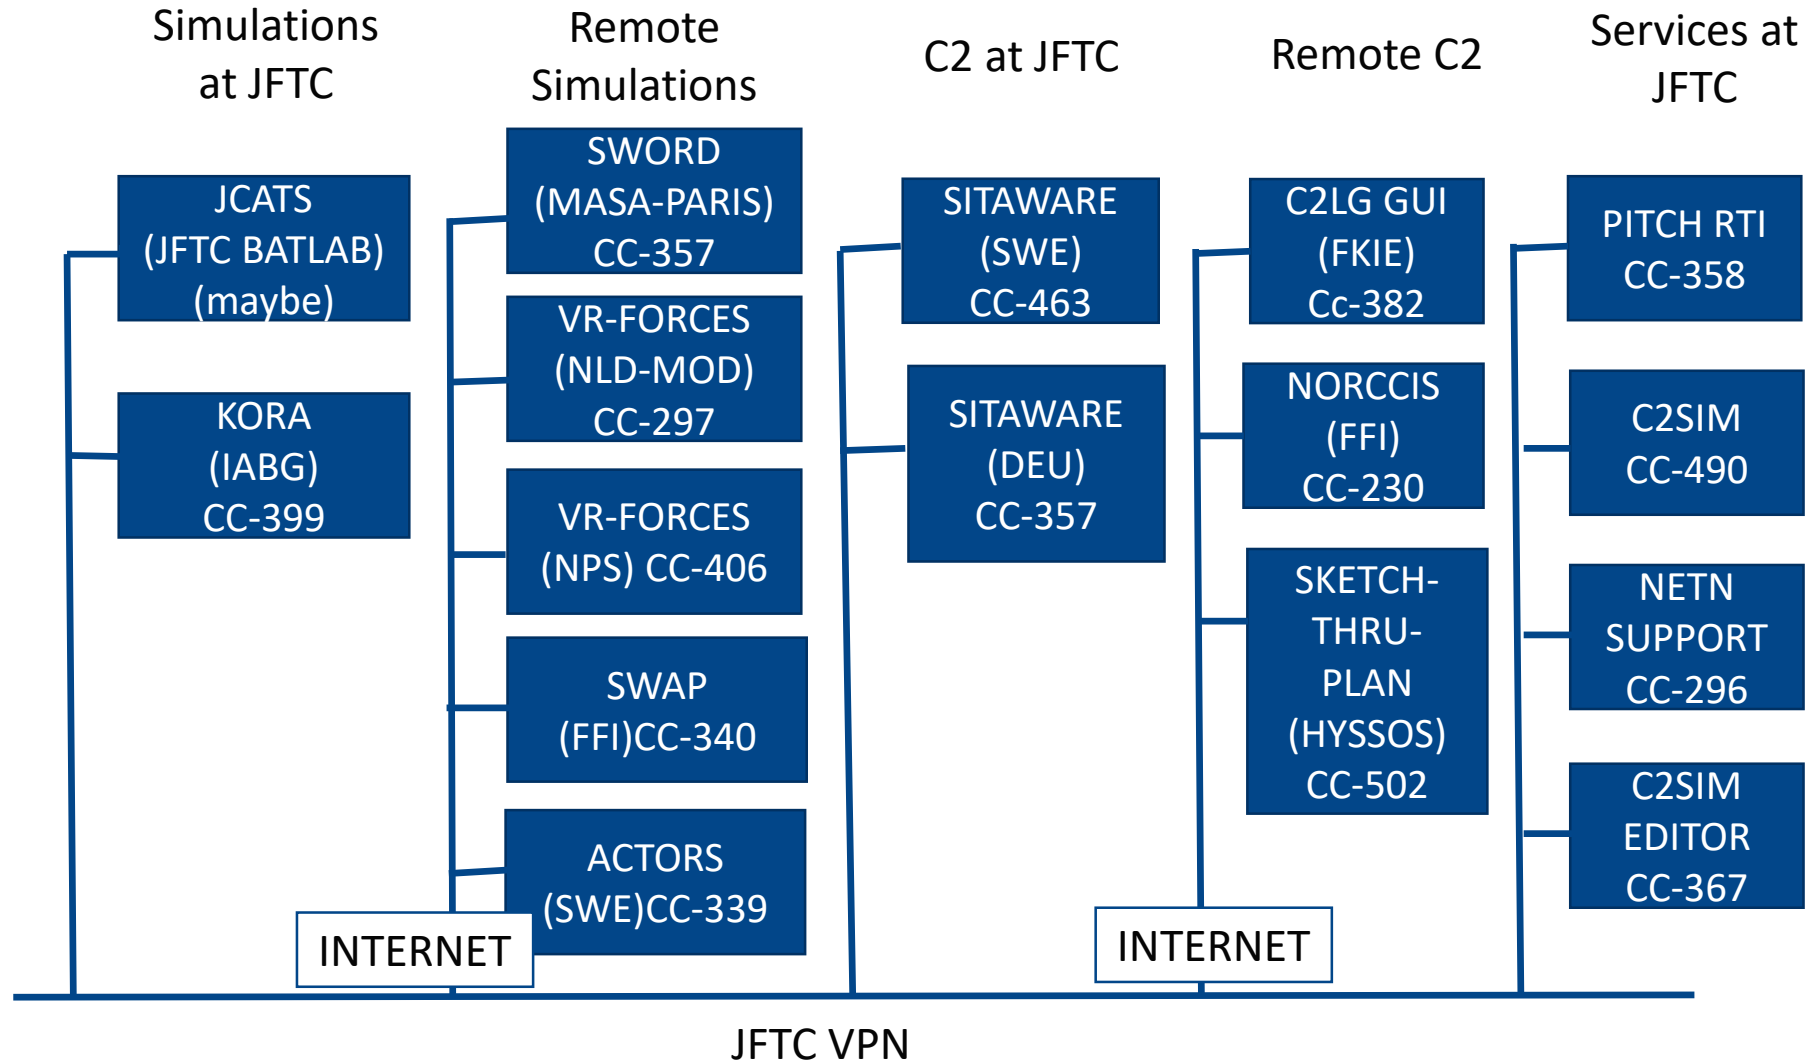 Simulations
at JFTC
JCATS
(JFTC BATLAB)
(maybe)
KORA
(IABG)
CC-399
Remote
Simulations
SWORD
(MASA-PARIS)
CC-357
VR-FORCES
(NLD-MOD)
CC-297
VR-FORCES
(NPS) CC-406
SWAP
(FFI)CC-340
ACTORS
(SWE)CC-339
INTERNET
C2 at JFTC
SITAWARE
(SWE)
CC-463
SITAWARE
(DEU)
CC-357
Remote C2
C2LG GUI
(FKIE)
Cc-382
NORCCIS
(FFI)
CC-230
SKETCH-
THRU-
PLAN
(HYSSOS)
CC-502
INTERNET
Services at
JFTC
PITCH RTI
CC-358
C2SIM
CC-490
NETN
SUPPORT
CC-296
C2SIM
EDITOR
CC-367
JFTC VPN